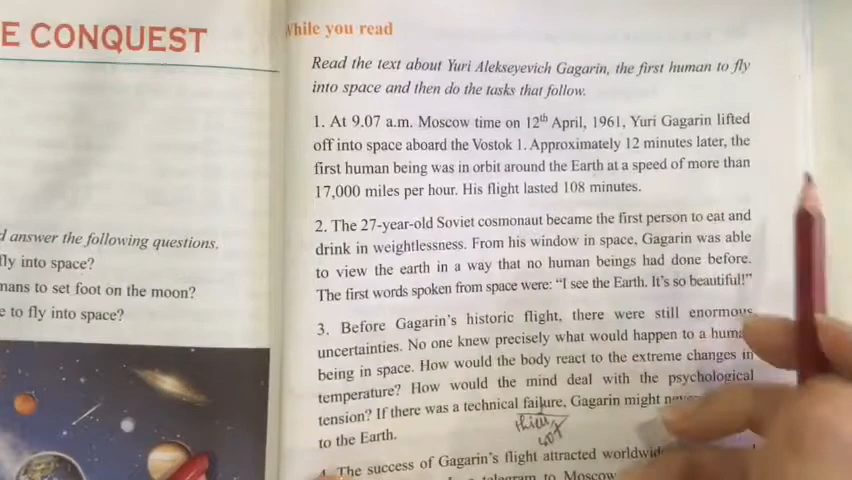 E CONQUEST
d answer the following questions.
fly into space?
mans to set foot on the moon?
e to fly into space?
While you read
Read the text about Yuri Alekseyevich Gagarin, the first human to fly
into space and then do the tasks that follow.
1. At 9.07 a.m. Moscow time on 12th April, 1961, Yuri Gagarin lifted
off into space aboard the Vostok 1. Approximately 12 minutes later, the
first human being was in orbit around the Earth at a speed of more than
17,000 miles per hour. His flight lasted 108 minutes.
2. The 27-year-old Soviet cosmonaut became the first person to eat and
drink in weightlessness. From his window in space, Gagarin was able
to view the earth in a way that no human beings had done before.
The first words spoken from space were: “I see the Earth. It’s so beautiful!”
3. Before Gagarin’s historic flight, there were still enormous
uncertainties. No one knew precisely what would happen to a human
being in space. How would the body react to the extreme changes in
temperature? How would the mind deal with the psychological
tension? If there was a technical failure, Gagarin might
to the Earth.
4. The success of Gagarin’s flight attracted worldwide
telegram to Moscow